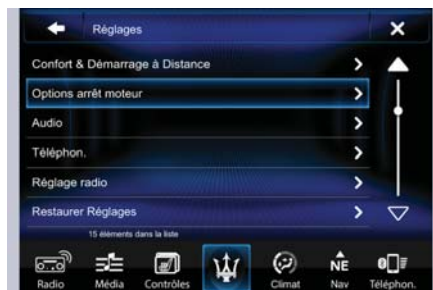 Réglages
Confort & Démarrage à Distance
Options arrêt moteur
Audio
Téléphon.
Réglage radio
Restaurer Réglages
15 éléments dans la liste
NE
Radio Média Contrôles Climat Nav Téléphon.